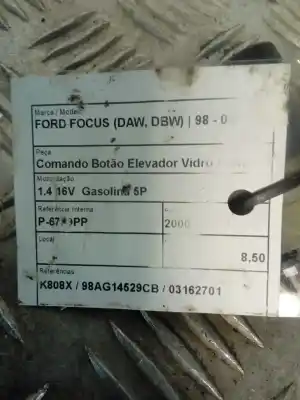 Marca / Modelo
FORD FOCUS (DAW, DBW) | 98 - 0
Peça
Comando Botão Elevador Vidro
Motorização
1.4 16V Gasolina 5P
Referência Interna
2000
Local
8,50
Referências
K808X / 98AG14529CB / 03162701